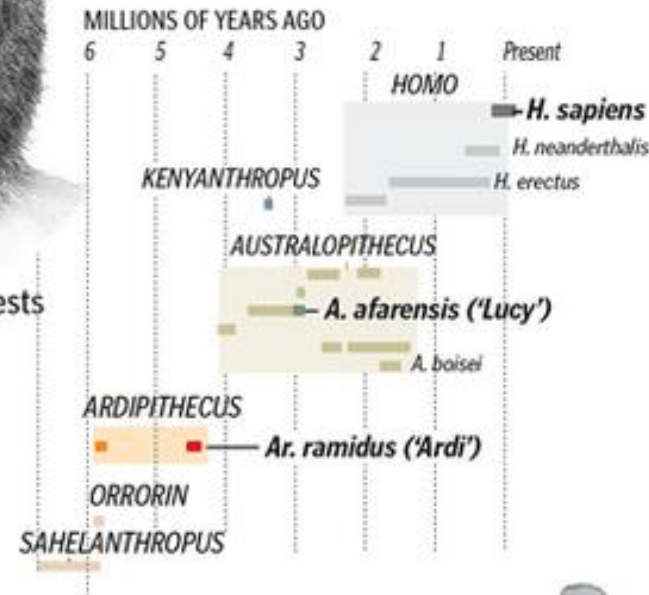 MILLIONS OF YEARS AGO
6 5 4 3 2 1 Present
HOMO
H. sapiens
H. neanderthalis
KENYANTHROPUS
H. erectus
AUSTRALOPITHECUS
ests
A. afarensis (‘Lucy’)
A. boisei
ARDIPITHECUS
Ar. ramidus (‘Ardi’)
ORRORIN
SAHELANTHROPUS